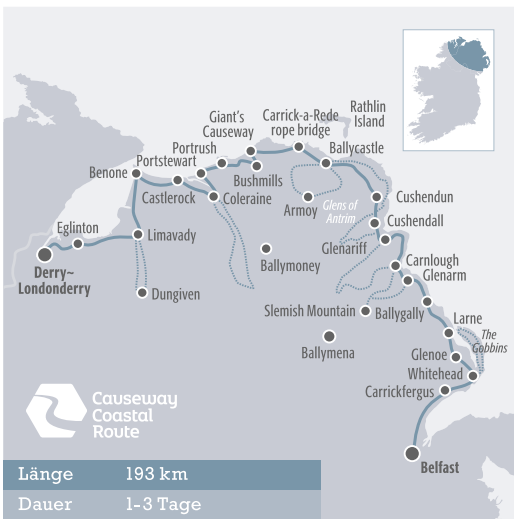 Rathlin
Island
Giant's
Causeway
Carrick-a-Rede
rope bridge
Portrush
Ballycastle
Portstewart
Benone
Bushmills
Castlerock
Coleraine
Armoy
Glens of
Antrim
Cushendun
Cushendall
Eglinton
Limavady
Glenariff
Derry~
Londonderry
Ballymoney
Carnlough
Glenarm
Dungiven
Slemish Mountain
Ballygally
Larne
The
Gobbins
Ballymena
Glenoe
Whitehead
Carrickfergus
Causeway
Coastal
Route
Belfast
Länge 193 km
Dauer 1-3 Tage